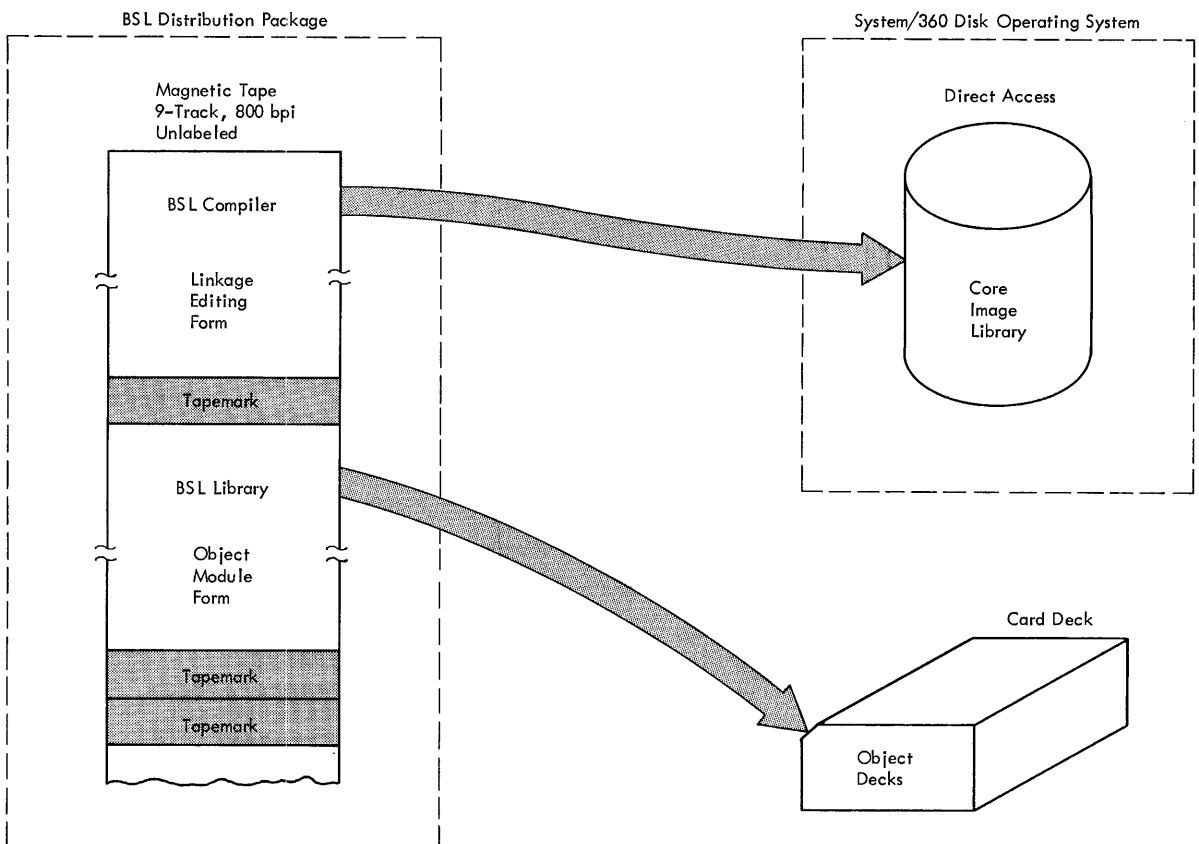 BSL Distribution Package
System/360 Disk Operating System
Magnetic Tape
9-Track, 800 bpi
Unlabeled
Direct Access
BSL Compiler
Linkage
Editing
Form
Core
Image
Library
Tapemark
BSL Library
Object
Module
Form
Card Deck
Tapemark
Tapemark
Object
Decks